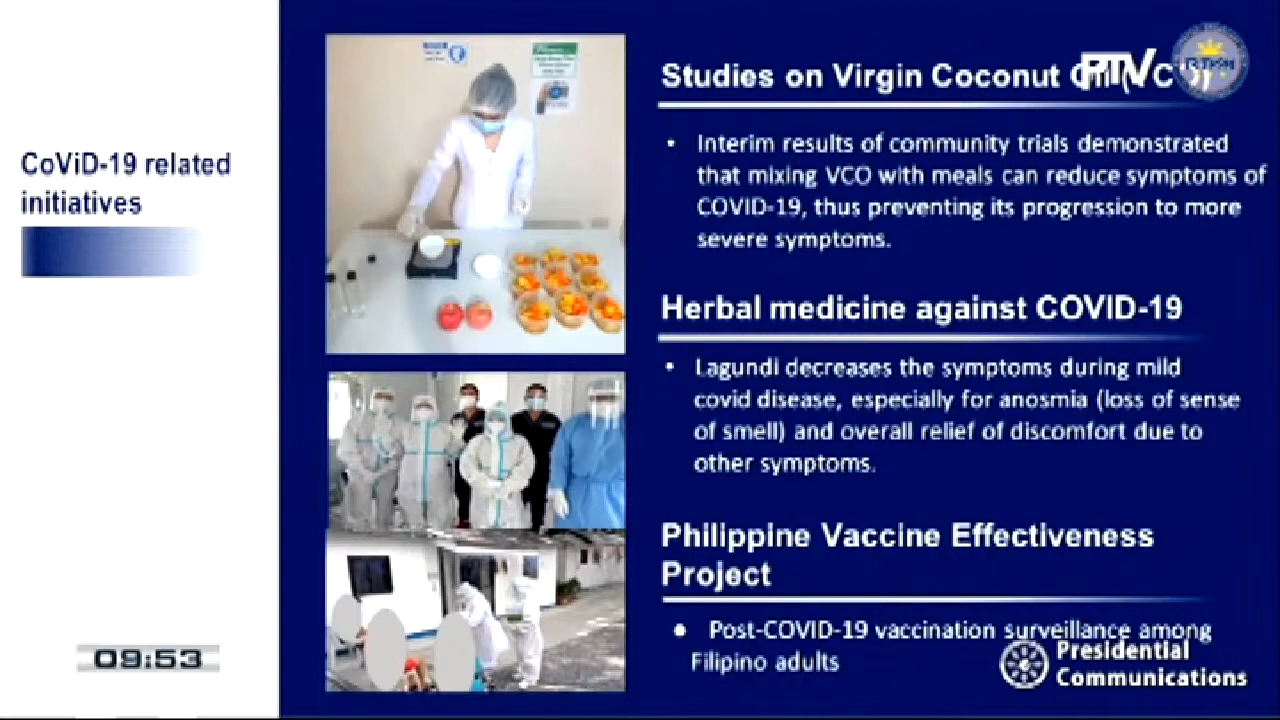 CoViD-19 related
initiatives
09:53
PTV
Studies on Virgin Coconut
Interim results of community trials demonstrated
that mixing VCO with meals can reduce symptoms of
COVID-19, thus preventing its progression to more
severe symptoms.
Herbal medicine against COVID-19
Lagundi decreases the symptoms during mild
covid disease, especially for anosmia (loss of sense
of smell) and overall relief of discomfort due to
other symptoms.
Philippine Vaccine Effectiveness
Project
Post-COVID-19 vaccination surveillance among
Filipino adults
Presidential
Communications